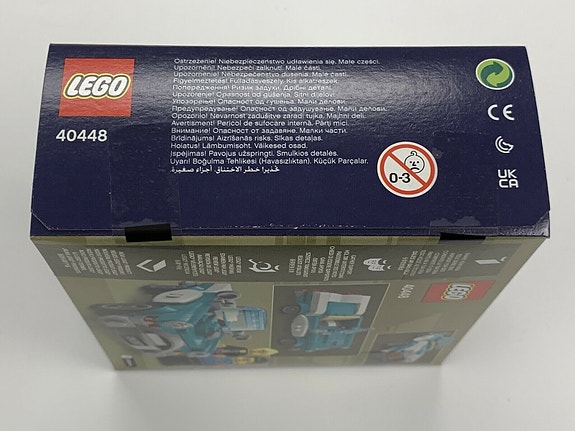 LEGO
40448
Ostrzeżenie! Niebezpieczeństwo udławienia się. Małe części.
Upozornění! Nebezpečí zalknutí. Malé části.
Upozornenie! Nebezpečenstvo dusenia. Malé časti.
Figyelmeztetés! Fulladásveszély. Kis alkatrészek.
Попередження! Ризик задухи. Дрібні деталі.
Upozorenje! Opasnost od gušenja. Sitni dijelovi.
Упозорење! Опасност од гушења. Мали делови.
Предупредување! Опасност од задушување. Мали делови.
Opozorilo! Nevarnost zadušitve zaradi tujka. Majhni deli.
Avertisment! Pericol de sufocare internă. Părți mici.
Внимание! Опасност от задавяне. Малки части.
Brīdinājums! Aizrīšanās risks. Sīkas detaļas.
Hoiatus! Lämbumisoht. Väikesed osad.
Įspėjimas! Pavojus užspringti. Smulkios detalės.
Uyarı! Boğulma Tehlikesi (Havasızlıktan). Küçük Parçalar.
تحذير! خطر الاختناق. أجزاء صغيرة.
0-3
CE
UK
CA
LEGO
40448